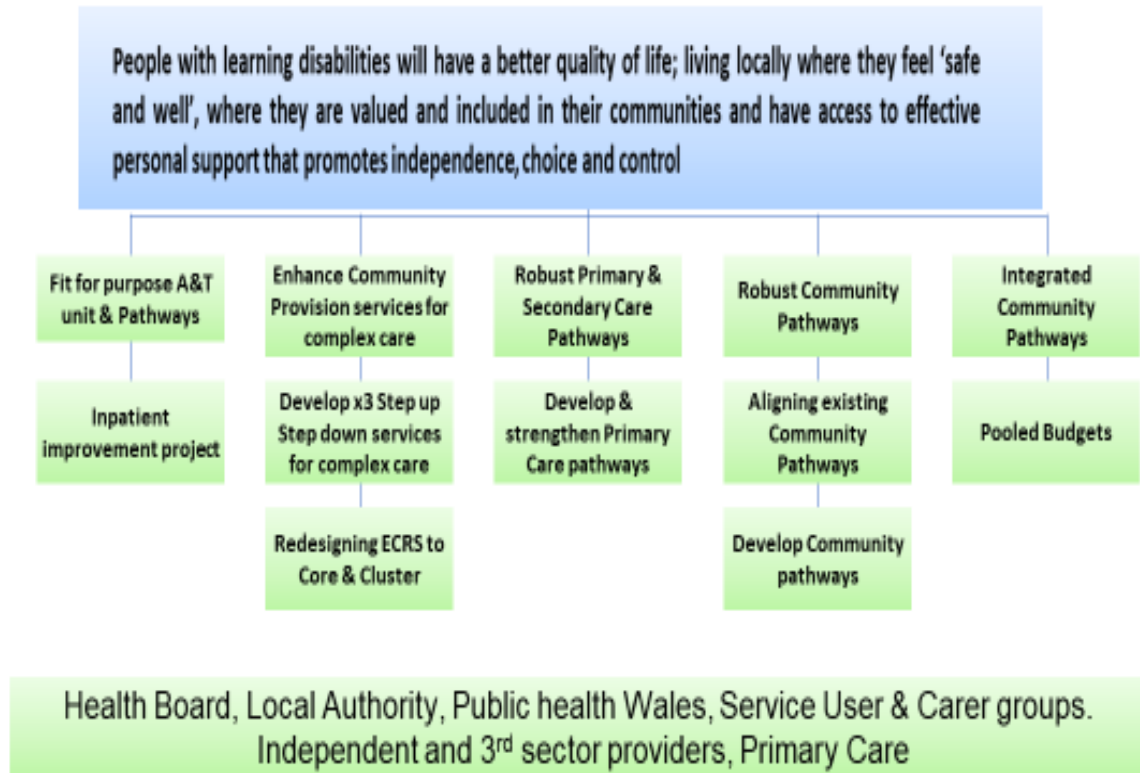 People with learning disabilities will have a better quality of life; living locally where they feel ‘safe
and well’, where they are valued and included in their communities and have access to effective
personal support that promotes independence, choice and control
Fit for purpose A&T
unit & Pathways
Inpatient
improvement project
Enhance Community
Provision services for
complex care
Develop x3 Step up
Step down services
for complex care
Redesigning ECRS to
Core & Cluster
Robust Primary &
Secondary Care
Pathways
Develop &
strengthen Primary
Care pathways
Robust Community
Pathways
Aligning existing
Community
Pathways
Develop Community
pathways
Integrated
Community
Pathways
Pooled Budgets
Health Board, Local Authority, Public health Wales, Service User & Carer groups.
Independent and 3rd sector providers, Primary Care